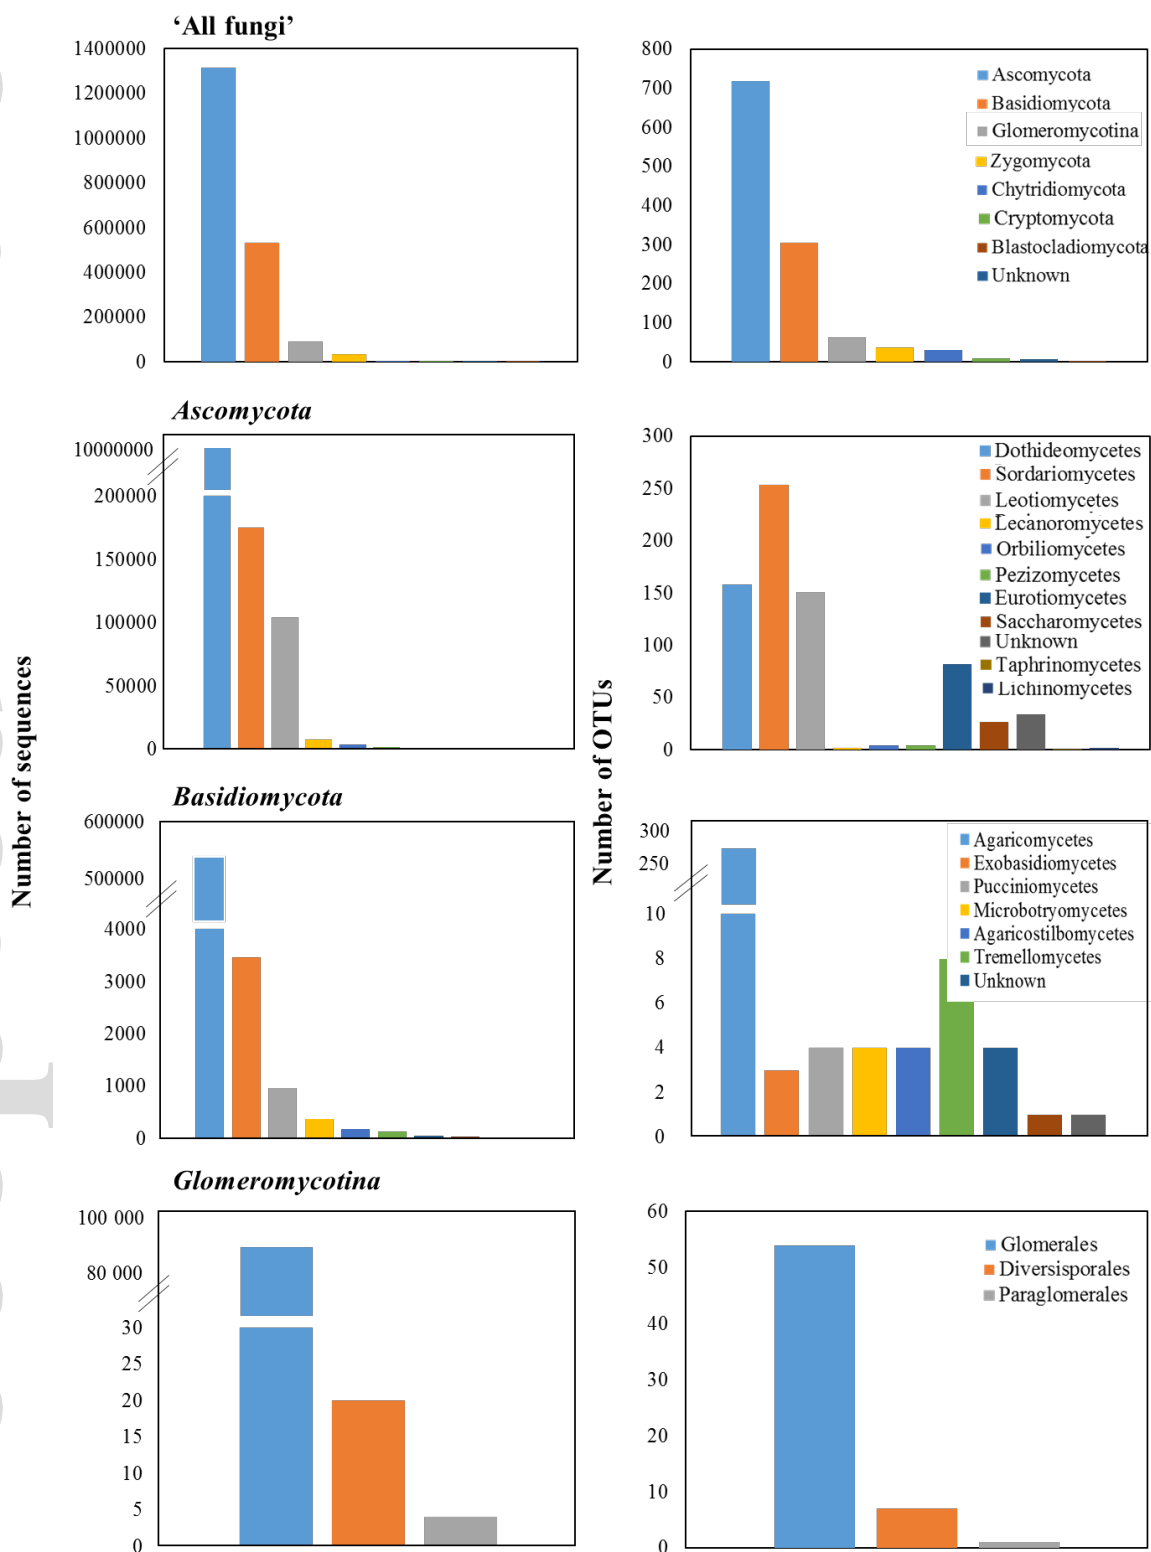 ‘All fungi’
1400000
1200000
1000000
800000
600000
400000
200000
0
800
700
600
500
400
300
200
100
0
Ascomycota
Basidiomycota
Glomeromycotina
Zygomycota
Chytridiomycota
Cryptomycota
Blastocladiomycota
Unknown
Ascomycota
10000000
200000
150000
100000
50000
0
300
250
200
150
100
50
0
Dothideomycetes
Sordariomycetes
Leotiomycetes
Lecanoromycetes
Orbiliomycetes
Pezizomycetes
Eurotiomycetes
Saccharomycetes
Unknown
Taphrinomycetes
Lichinomycetes
Number of sequences
Number of OTUs
Basidiomycota
600000
500000
4000
3000
2000
1000
0
300
250
10
8
6
4
2
0
Agaricomycetes
Exobasidiomycetes
Pucciniomycetes
Microbotryomycetes
Agaricostilbomycetes
Tremellomycetes
Unknown
Glomeromycotina
100 000
80 000
30
25
20
15
10
5
0
60
50
40
30
20
10
0
Glomerales
Diversisporales
Paraglomerales